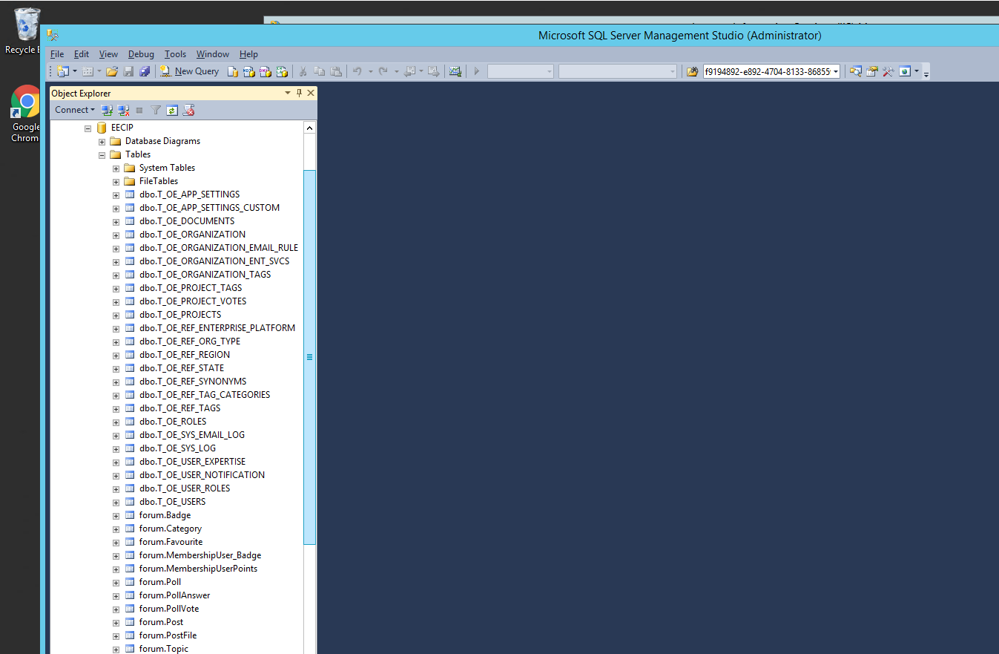 Recycle
Microsoft SQL Server Management Studio (Administrator)
File Edit View Debug Tools Window Help
New Query
f9194892-e892-4704-8133-86855
Object Explorer
Connect
Google
Chrom
EECIP
Database Diagrams
Tables
System Tables
FileTables
dbo.T_OE_APP_SETTINGS
dbo.T_OE_APP_SETTINGS_CUSTOM
dbo.T_OE_DOCUMENTS
dbo.T_OE_ORGANIZATION
dbo.T_OE_ORGANIZATION_EMAIL_RULE
dbo.T_OE_ORGANIZATION_ENT_SVCS
dbo.T_OE_ORGANIZATION_TAGS
dbo.T_OE_PROJECT_TAGS
dbo.T_OE_PROJECT_VOTES
dbo.T_OE_PROJECTS
dbo.T_OE_REF_ENTERPRISE_PLATFORM
dbo.T_OE_REF_ORG_TYPE
dbo.T_OE_REF_REGION
dbo.T_OE_REF_STATE
dbo.T_OE_REF_SYNONYMS
dbo.T_OE_REF_TAG_CATEGORIES
dbo.T_OE_REF_TAGS
dbo.T_OE_ROLES
dbo.T_OE_SYS_EMAIL_LOG
dbo.T_OE_SYS_LOG
dbo.T_OE_USER_EXPERTISE
dbo.T_OE_USER_NOTIFICATION
dbo.T_OE_USER_ROLES
dbo.T_OE_USERS
forum.Badge
forum.Category
forum.Favourite
forum.MembershipUser_Badge
forum.MembershipUserPoints
forum.Poll
forum.PollAnswer
forum.PollVote
forum.Post
forum.PostFile
forum.Topic